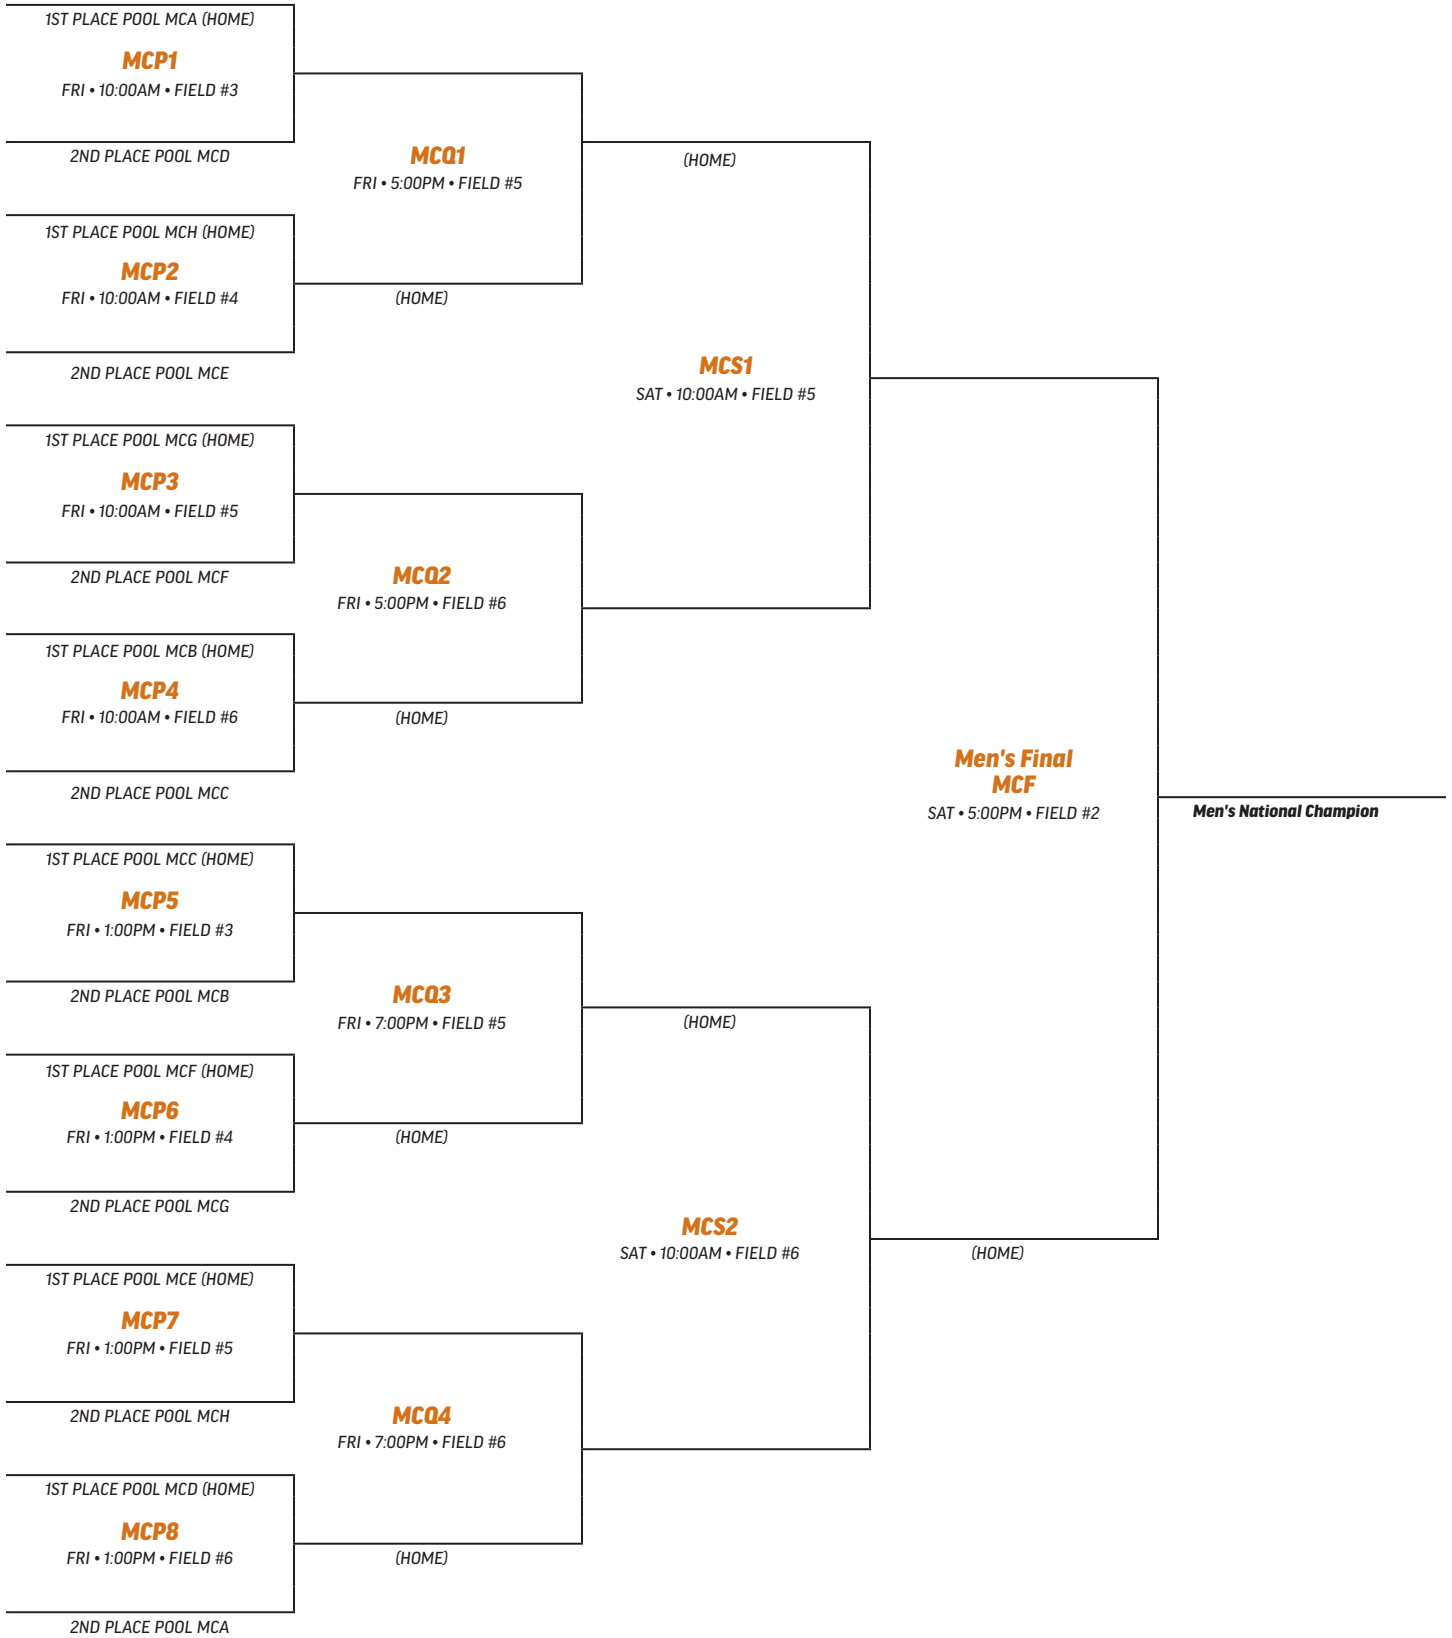 1ST PLACE POOL MCA (HOME)
MCP1
FRI • 10:00AM • FIELD #3
2ND PLACE POOL MCD
MCQ1
FRI • 5:00PM • FIELD #5
(HOME)
1ST PLACE POOL MCH (HOME)
MCP2
FRI • 10:00AM • FIELD #4
(HOME)
2ND PLACE POOL MCE
MCS1
SAT • 10:00AM • FIELD #5
1ST PLACE POOL MCG (HOME)
MCP3
FRI • 10:00AM • FIELD #5
2ND PLACE POOL MCF
MCQ2
FRI • 5:00PM • FIELD #6
1ST PLACE POOL MCB (HOME)
MCP4
FRI • 10:00AM • FIELD #6
(HOME)
2ND PLACE POOL MCC
Men's Final
MCF
SAT • 5:00PM • FIELD #2
Men's National Champion
1ST PLACE POOL MCC (HOME)
MCP5
FRI • 1:00PM • FIELD #3
2ND PLACE POOL MCB
MCQ3
FRI • 7:00PM • FIELD #5
(HOME)
1ST PLACE POOL MCF (HOME)
MCP6
FRI • 1:00PM • FIELD #4
(HOME)
2ND PLACE POOL MCG
MCS2
SAT • 10:00AM • FIELD #6
(HOME)
1ST PLACE POOL MCE (HOME)
MCP7
FRI • 1:00PM • FIELD #5
2ND PLACE POOL MCH
MCQ4
FRI • 7:00PM • FIELD #6
1ST PLACE POOL MCD (HOME)
MCP8
FRI • 1:00PM • FIELD #6
(HOME)
2ND PLACE POOL MCA